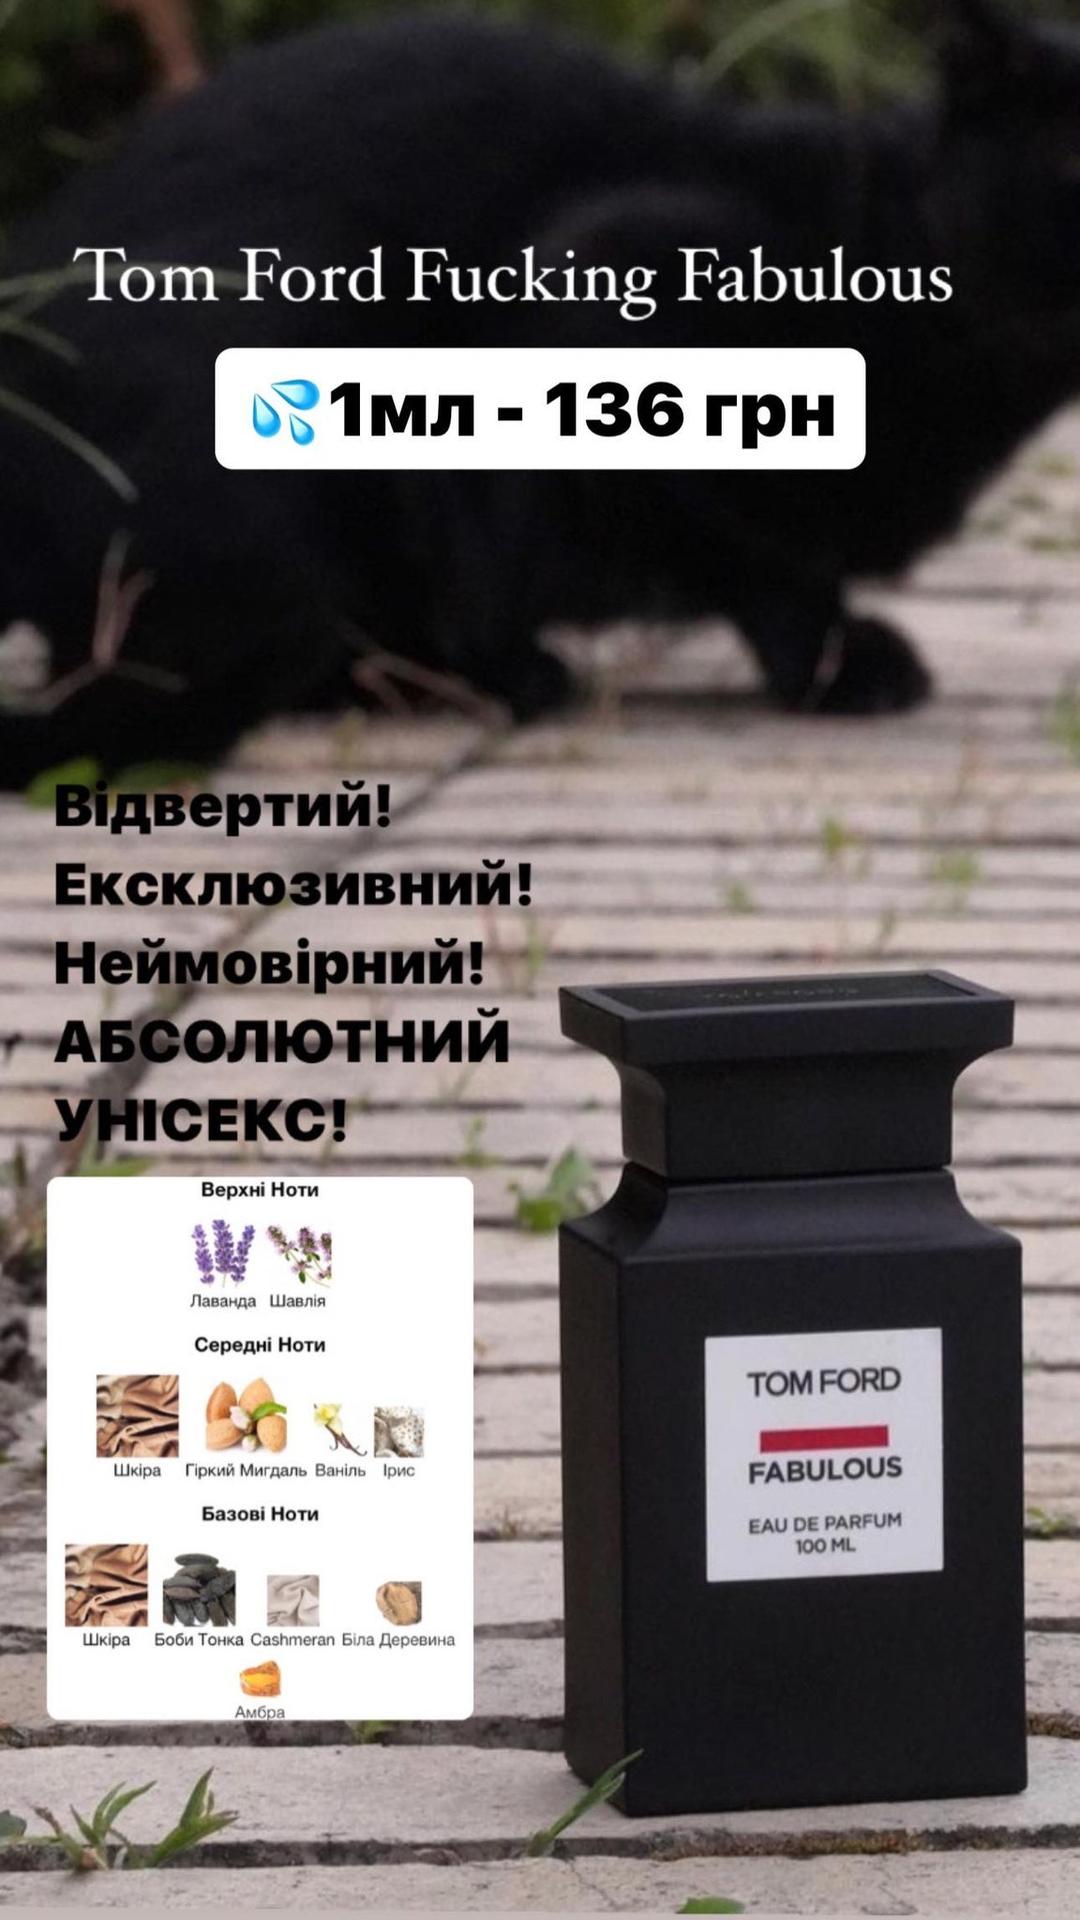 Tom Ford Fucking Fabulous
💦1мл - 136 грн
Відвертий!
Ексклюзивний!
Неймовірний!
АБСОЛЮТНИЙ
УНІСЕКС!
Верхні Ноти
Лаванда Шавлія
Середні Ноти
Шкіра Гіркий Мигдаль Ваніль Ірис
Базові Ноти
Шкіра Боби Тонка Cashmeran Біла Деревина
Амбра
TOM FORD
FABULOUS
EAU DE PARFUM
100 ML